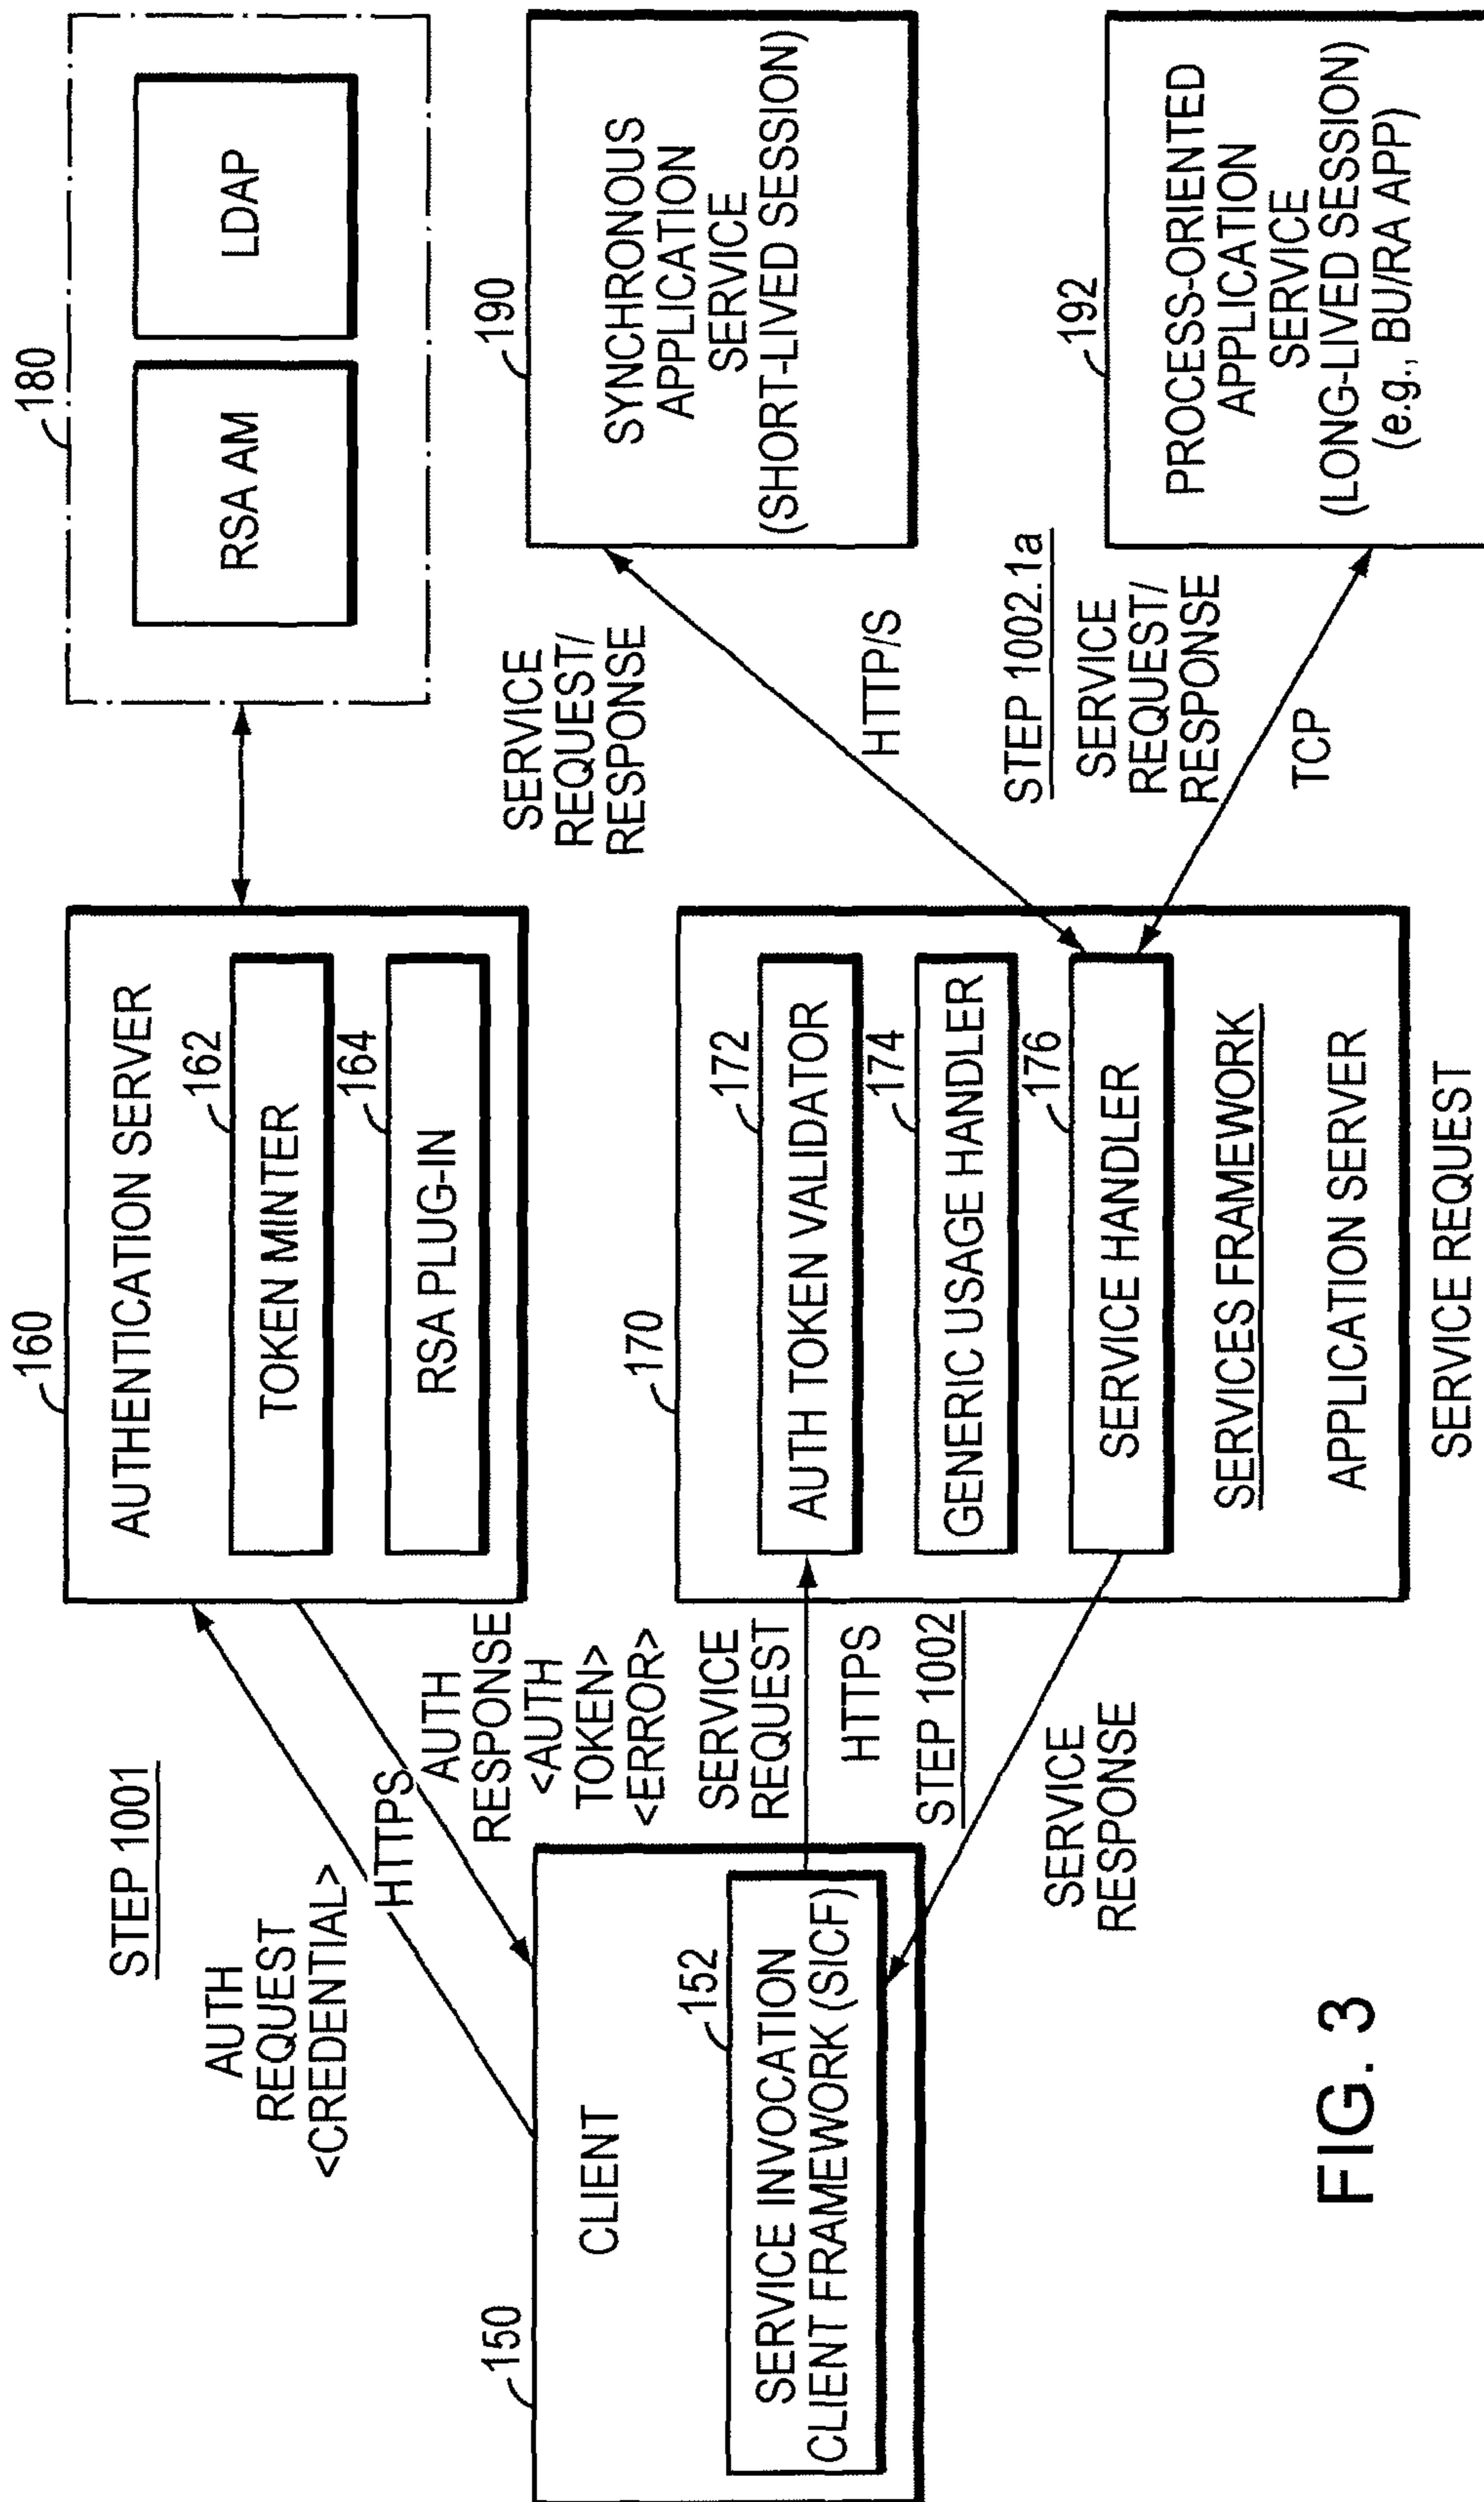 180
RSA AM
LDAP
160
AUTHENTICATION SERVER
162
TOKEN MINTER
164
RSA PLUG-IN
STEP 1001
AUTH
REQUEST
<CREDENTIAL>
HTTPS
AUTH
RESPONSE
<AUTH
TOKEN>
<ERROR>
150
CLIENT
152
SERVICE INVOCATION
CLIENT FRAMEWORK (SICF)
SERVICE
REQUEST
HTTPS
STEP 1002
SERVICE
RESPONSE
170
172
AUTH TOKEN VALIDATOR
174
GENERIC USAGE HANDLER
176
SERVICE HANDLER
SERVICES FRAMEWORK
APPLICATION SERVER
SERVICE REQUEST
SERVICE
REQUEST/
RESPONSE
HTTP/S
190
SYNCHRONOUS
APPLICATION
SERVICE
(SHORT-LIVED SESSION)
STEP 1002.1a
SERVICE
REQUEST/
RESPONSE
TCP
192
PROCESS-ORIENTED
APPLICATION
SERVICE
(LONG-LIVED SESSION)
(e.g., BU/RA APP)
FIG. 3